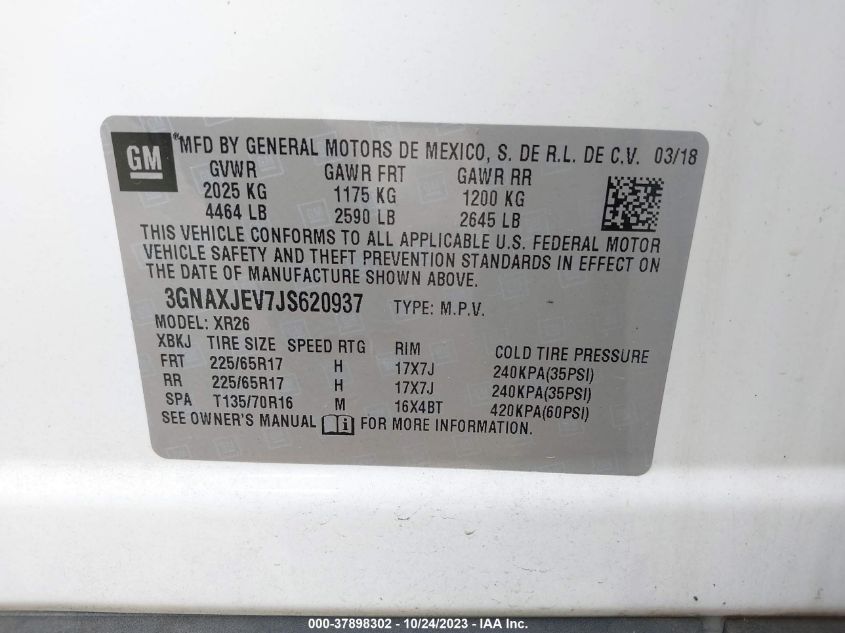 GM
MFD BY GENERAL MOTORS DE MEXICO, S. DE R.L. DE C.V. 03/18
GVWR GAWR FRT GAWR RR
2025 KG 1175 KG 1200 KG
4464 LB 2590 LB 2645 LB
THIS VEHICLE CONFORMS TO ALL APPLICABLE U.S. FEDERAL MOTOR
VEHICLE SAFETY AND THEFT PREVENTION STANDARDS IN EFFECT ON
THE DATE OF MANUFACTURE SHOWN ABOVE.
3GNAXJEV7JS620937 TYPE: M.P.V.
MODEL: XR26
XBKJ TIRE SIZE SPEED RTG RIM COLD TIRE PRESSURE
FRT 225/65R17 H 17X7J 240KPA(35PSI)
RR 225/65R17 H 17X7J 240KPA(35PSI)
SPA T135/70R16 M 16X4BT 420KPA(60PSI)
SEE OWNER'S MANUAL i FOR MORE INFORMATION.
000-37898302 - 10/24/2023 - IAA Inc.